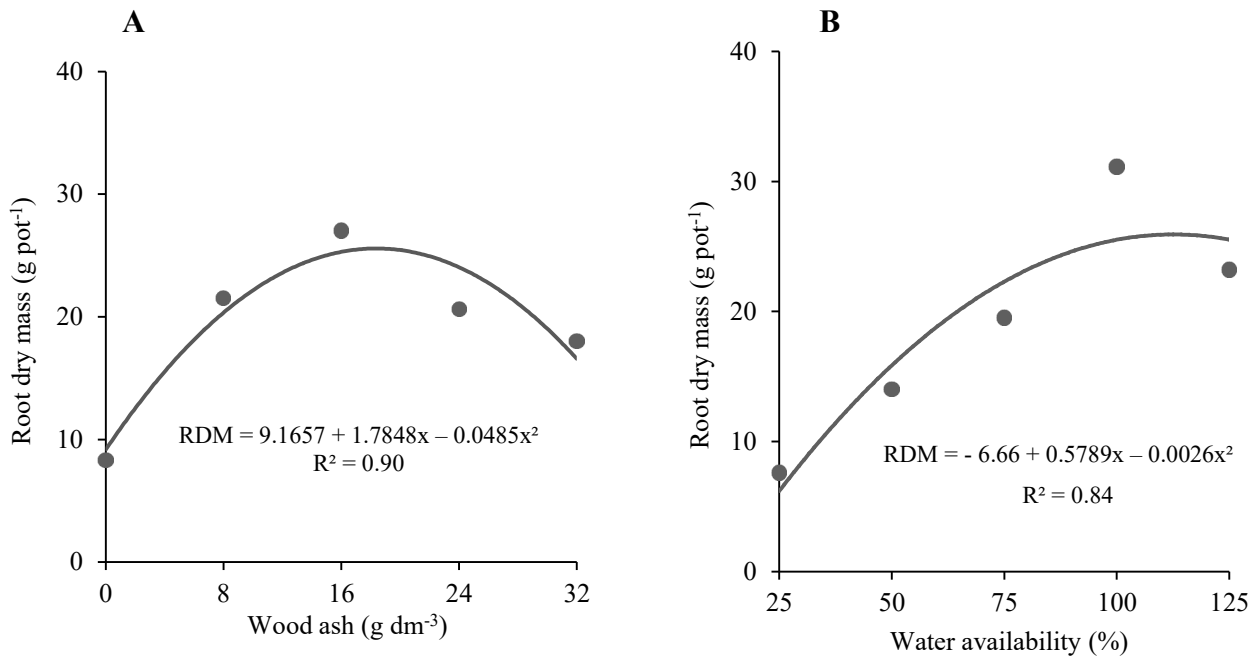 A
40
30
20
10
0
Root dry mass (g pot⁻¹)
RDM = 9.1657 + 1.7848x – 0.0485x²
R² = 0.90
0 8 16 24 32
Wood ash (g dm⁻³)
B
40
30
20
10
0
Root dry mass (g pot⁻¹)
RDM = - 6.66 + 0.5789x – 0.0026x²
R² = 0.84
25 50 75 100 125
Water availability (%)